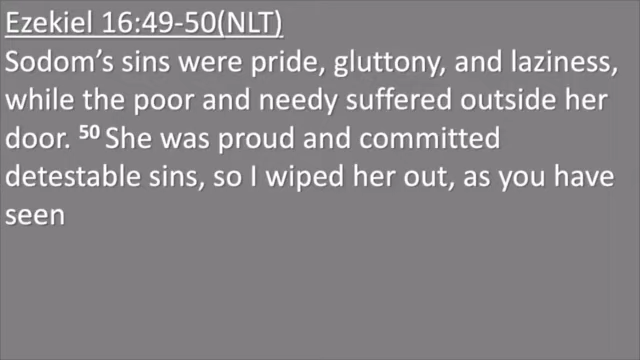 Ezekiel 16:49-50(NLT)
Sodom’s sins were pride, gluttony, and laziness,
while the poor and needy suffered outside her
door. 50 She was proud and committed
detestable sins, so I wiped her out, as you have
seen